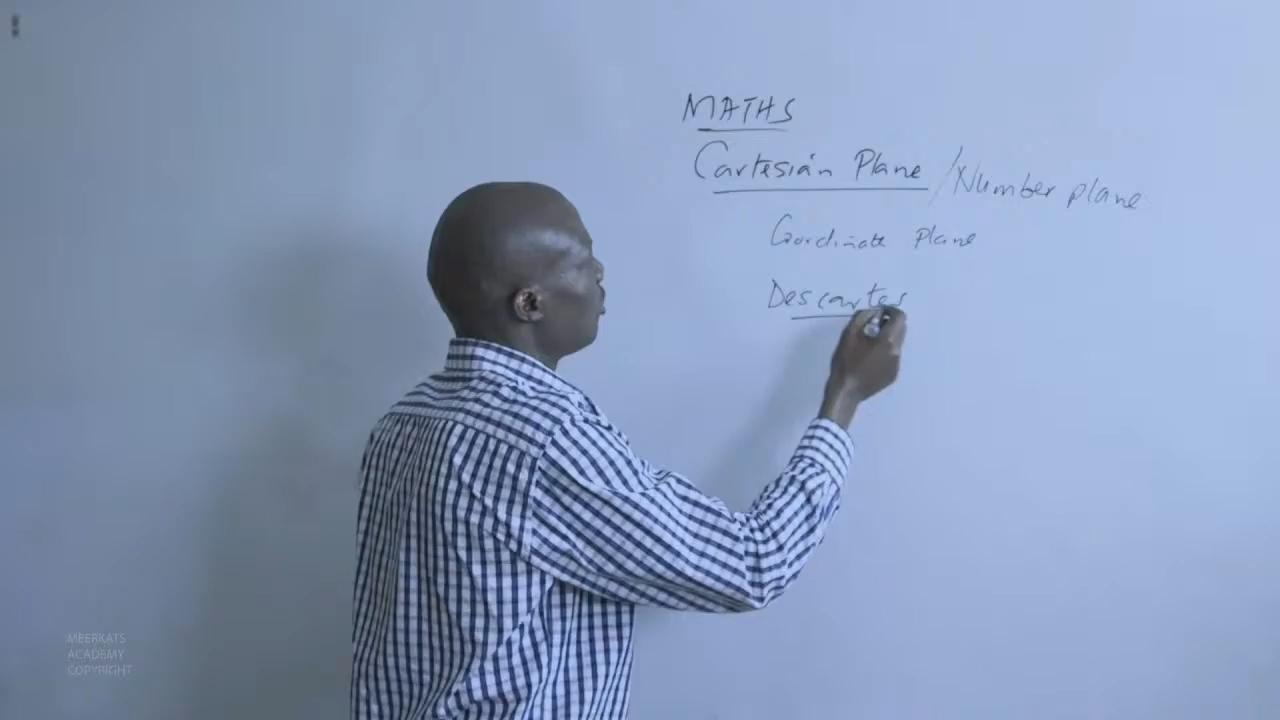 MATHS
Cartesian Plane / Number plane
Coordinate Plane
Descartes
MEERKATS
ACADEMY
COPYRIGHT